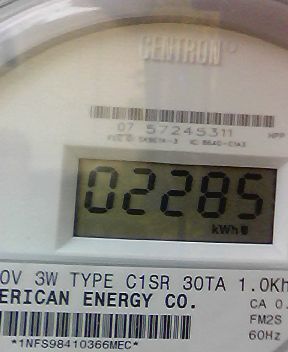 CENTRON®
07 57245311 HPP
02285
kWh
0V 3W TYPE C1SR 30TA 1.0Kh
ERICAN ENERGY CO.
CA 0.
FM2S
*1NFS98410366MEC*
60Hz